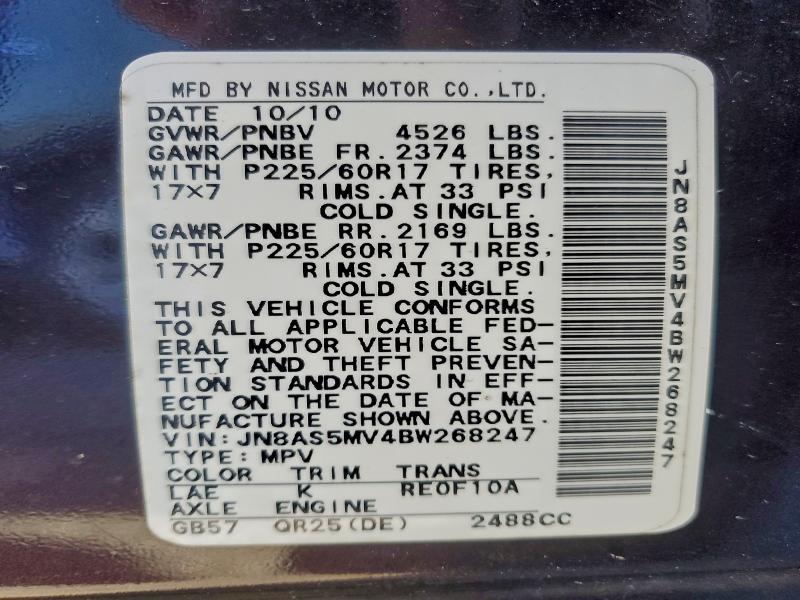 MFD BY NISSAN MOTOR CO.,LTD.
DATE 10/10
GVWR/PNBV 4526 LBS.
GAWR/PNBE FR. 2374 LBS.
WITH P225/60R17 TIRES,
17×7 RIMS.AT 33 PSI
COLD SINGLE.
GAWR/PNBE RR. 2169 LBS.
WITH P225/60R17 TIRES,
17×7 RIMS.AT 33 PSI
COLD SINGLE.
THIS VEHICLE CONFORMS
TO ALL APPLICABLE FED–
ERAL MOTOR VEHICLE SA–
FETY AND THEFT PREVEN–
TION STANDARDS IN EFF–
ECT ON THE DATE OF MA–
NUFACTURE SHOWN ABOVE.
VIN:JN8AS5MV4BW268247
TYPE:MPV
COLOR TRIM TRANS
LAE K RE0F10A
AXLE ENGINE
GB57 QR25(DE) 2488CC
JN8AS5MV4BW268247